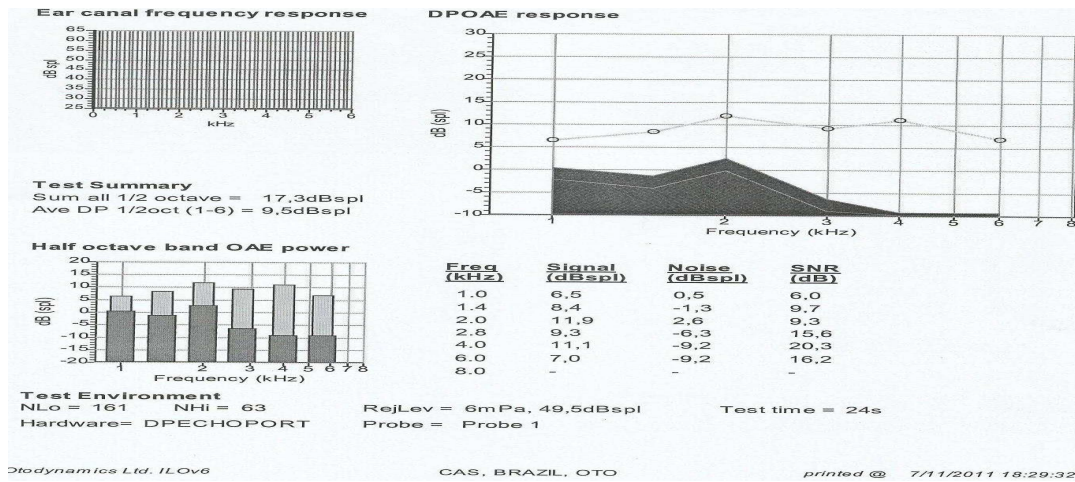 Ear canal frequency response
65
60
55
50
45
40
35
30
25
dB spl
0 1 2 3 4 5 6
kHz
DPOAE response
30
25
20
15
10
5
0
-5
-10
dB (spl)
1 2 3 4 5 6 7 8
Frequency (kHz)
Test Summary
Sum all 1/2 octave = 17,3dBspl
Ave DP 1/2oct (1-6) = 9,5dBspl
Half octave band OAE power
20
15
10
5
0
-5
-10
-15
-20
dB (spl)
1 2 3 4 5 6 7 8
Frequency (kHz)
Freq Signal Noise SNR
(kHz) (dBspl) (dBspl) (dB)
1.0 6,5 0,5 6,0
1.4 8,4 -1,3 9,7
2.0 11,9 2,6 9,3
2.8 9,3 -6,3 15,6
4.0 11,1 -9,2 20,3
6.0 7,0 -9,2 16,2
8.0 - - -
Test Environment
NLo = 161 NHi = 63 RejLev = 6mPa, 49,5dBspl Test time = 24s
Hardware= DPECHOPORT Probe = Probe 1
Otodynamics Ltd. ILOv6 CAS, BRAZIL, OTO printed @ 7/11/2011 18:29:32